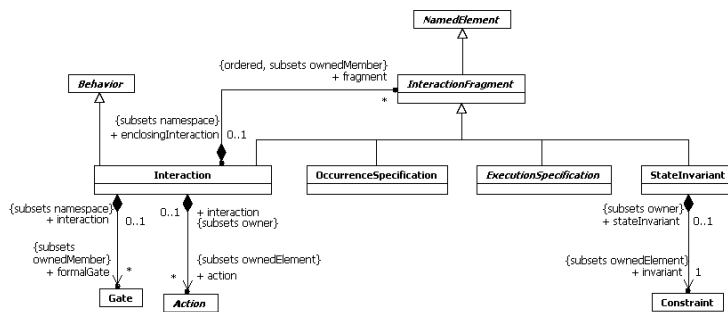 NamedElement
{ordered, subsets ownedMember}
+ fragment
Behavior
InteractionFragment
*
{subsets namespace}
+ enclosingInteraction
0..1
Interaction
OccurrenceSpecification
ExecutionSpecification
StateInvariant
{subsets namespace}
+ interaction
0..1
0..1
+ interaction
{subsets owner}
{subsets owner}
+ stateInvariant
0..1
{subsets
ownedMember}
+ formalGate
*
{subsets ownedElement}
* + action
{subsets ownedElement}
+ invariant
1
Gate
Action
Constraint